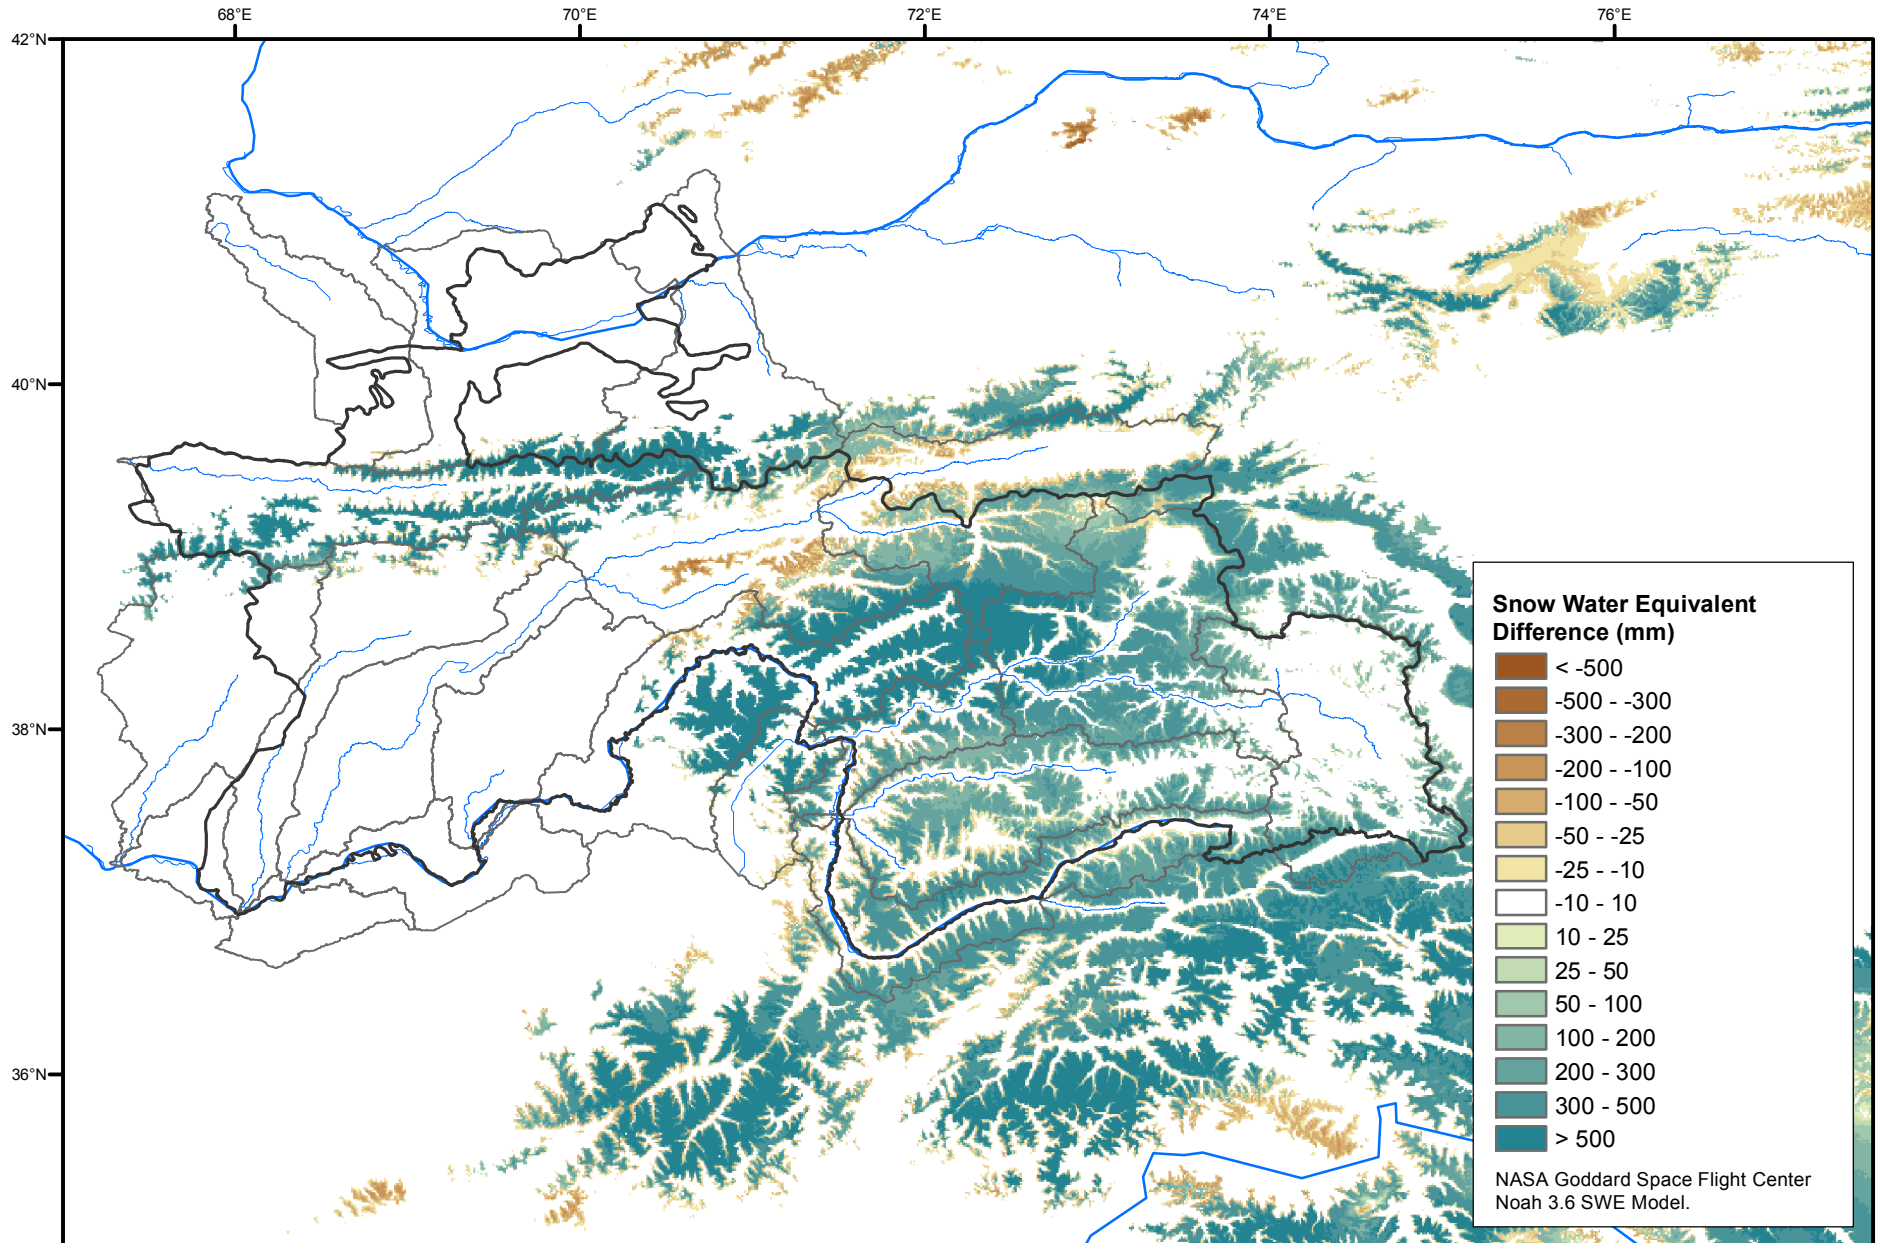 68°E
70°E
72°E
74°E
76°E
42°N
40°N
38°N
36°N
Snow Water Equivalent
Difference (mm)
< -500
-500 - -300
-300 - -200
-200 - -100
-100 - -50
-50 - -25
-25 - -10
-10 - 10
10 - 25
25 - 50
50 - 100
100 - 200
200 - 300
300 - 500
> 500
NASA Goddard Space Flight Center
Noah 3.6 SWE Model.